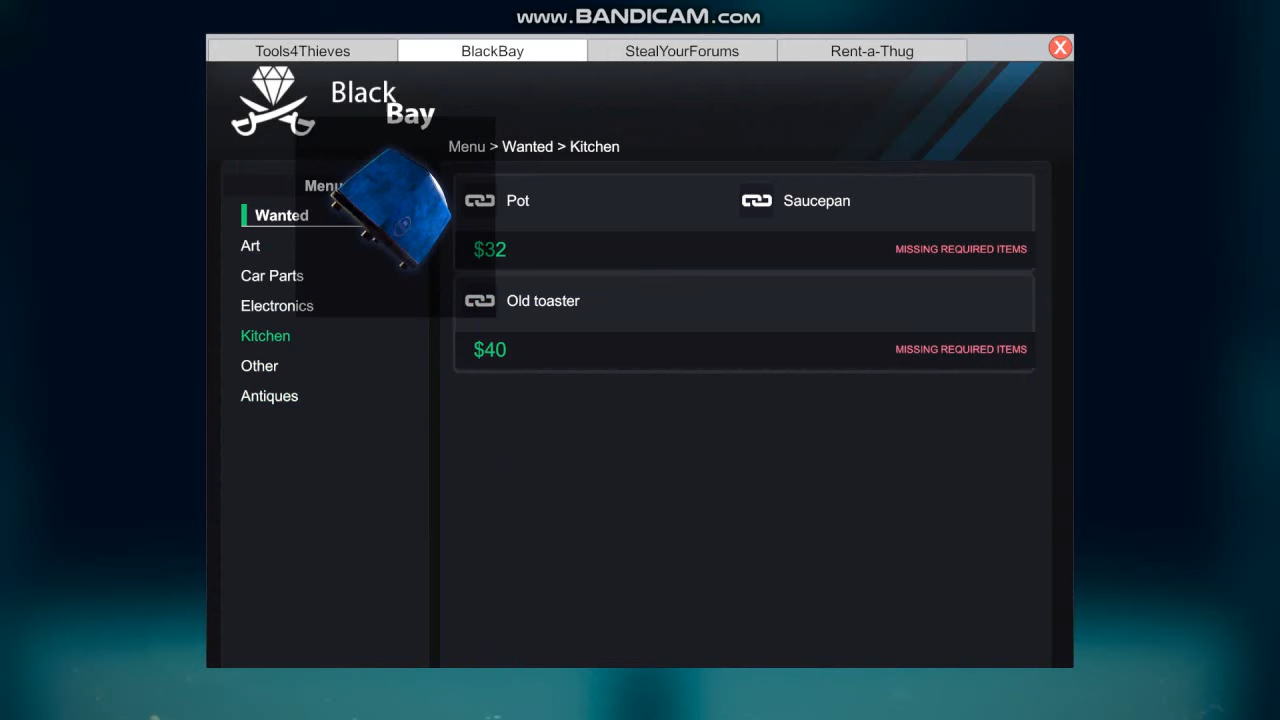 www.BANDICAM.com
Tools4Thieves
BlackBay
StealYourForums
Rent-a-Thug
X
Black
Bay
Menu > Wanted > Kitchen
Menu
Wanted
Art
Car Parts
Electronics
Kitchen
Other
Antiques
Pot
Saucepan
$32
MISSING REQUIRED ITEMS
Old toaster
$40
MISSING REQUIRED ITEMS